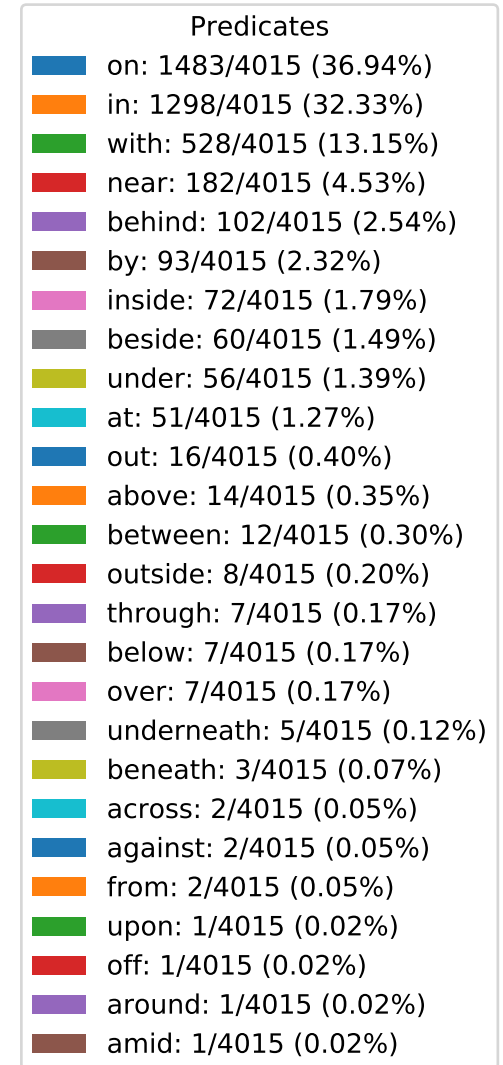 Predicates
on: 1483/4015 (36.94%)
in: 1298/4015 (32.33%)
with: 528/4015 (13.15%)
near: 182/4015 (4.53%)
behind: 102/4015 (2.54%)
by: 93/4015 (2.32%)
inside: 72/4015 (1.79%)
beside: 60/4015 (1.49%)
under: 56/4015 (1.39%)
at: 51/4015 (1.27%)
out: 16/4015 (0.40%)
above: 14/4015 (0.35%)
between: 12/4015 (0.30%)
outside: 8/4015 (0.20%)
through: 7/4015 (0.17%)
below: 7/4015 (0.17%)
over: 7/4015 (0.17%)
underneath: 5/4015 (0.12%)
beneath: 3/4015 (0.07%)
across: 2/4015 (0.05%)
against: 2/4015 (0.05%)
from: 2/4015 (0.05%)
upon: 1/4015 (0.02%)
off: 1/4015 (0.02%)
around: 1/4015 (0.02%)
amid: 1/4015 (0.02%)